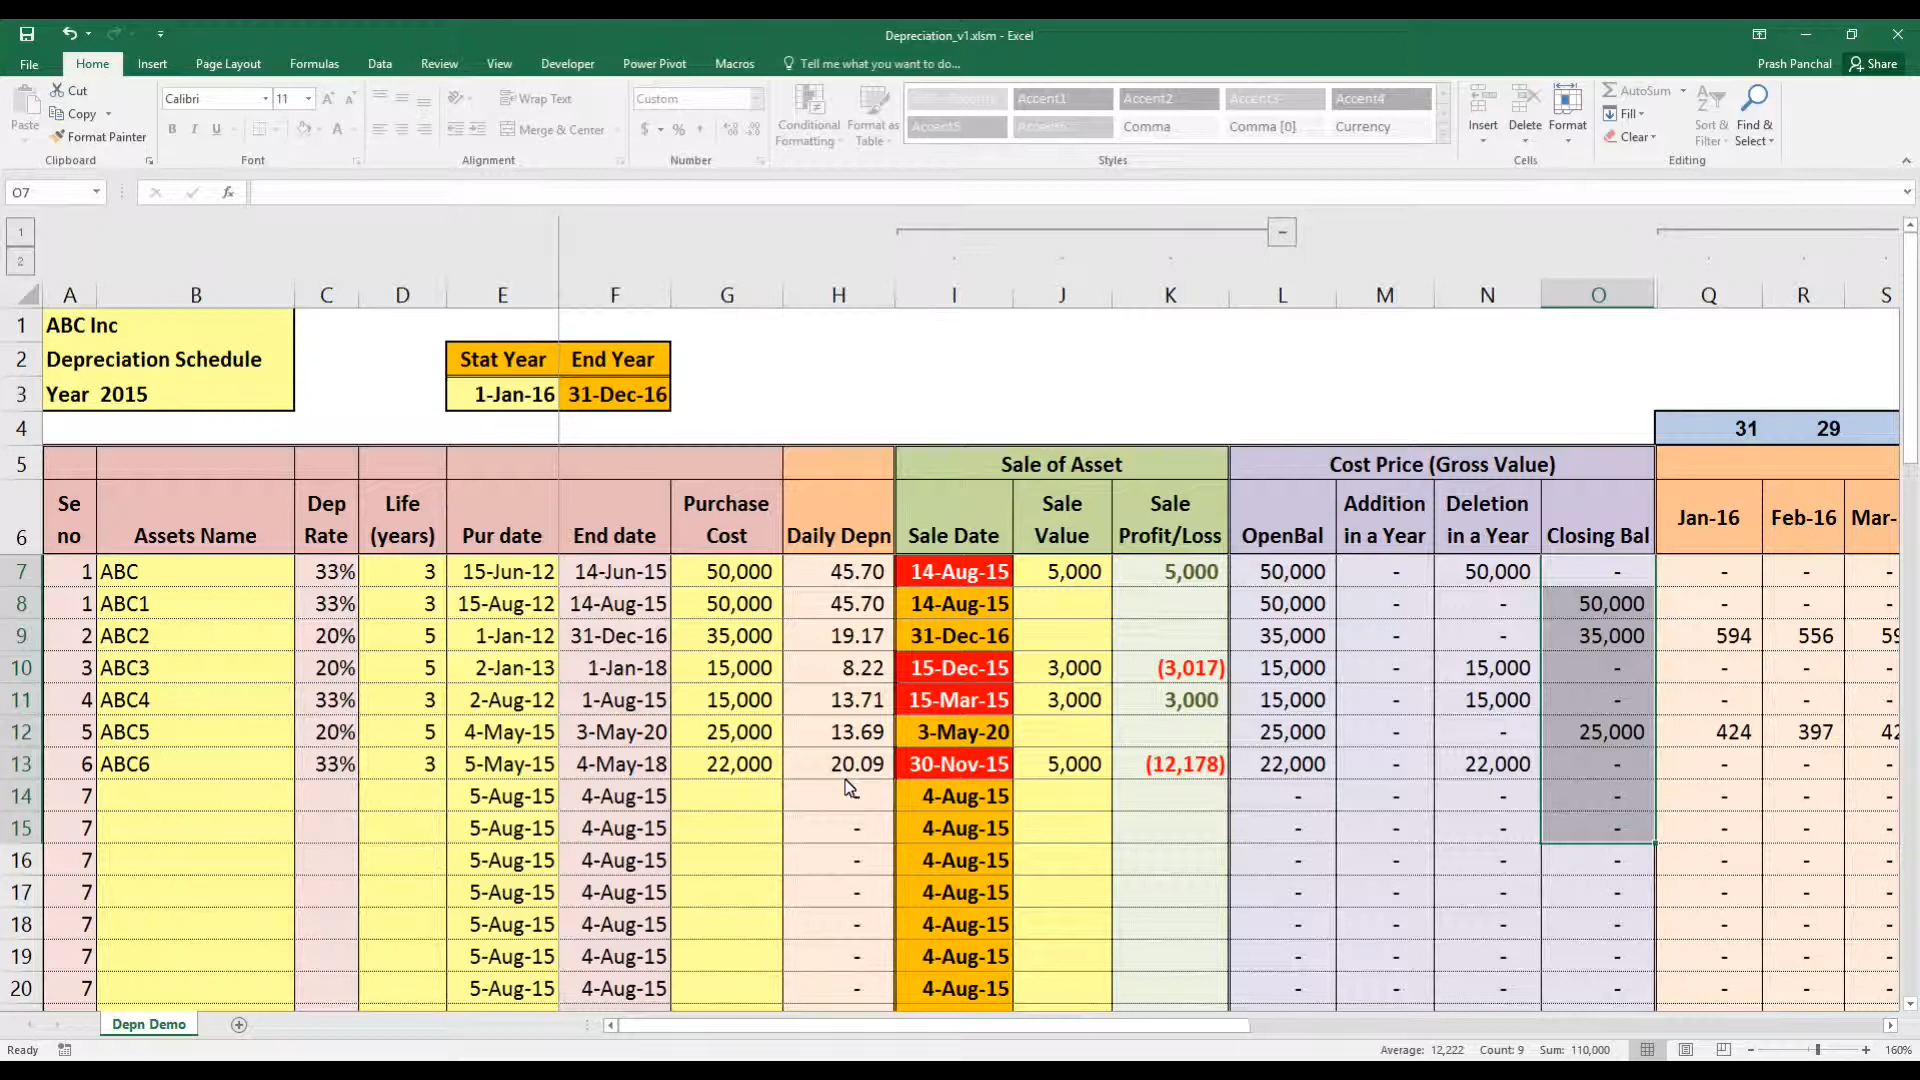 Depreciation_v1.xlsm - Excel
File Home Insert Page Layout Formulas Data Review View Developer Power Pivot Macros Tell me what you want to do... Prash Panchal Share
Paste Cut Copy Format Painter Clipboard
Calibri 11 B I U Font
Wrap Text Merge & Center Alignment
Custom $ % Number
Conditional Formatting Format as Table
Accent1 Accent2 Accent3 Accent4
Accent5 Accent6 Comma Comma [0] Currency
Styles
Insert Delete Format Cells
AutoSum Fill Clear Sort & Filter Find & Select Editing
O7 fx
1
2
A B C D E F G H I J K L M N O Q R S
1 ABC Inc
2 Depreciation Schedule Stat Year End Year
3 Year 2015 1-Jan-16 31-Dec-16
4 31 29
5 Sale of Asset Cost Price (Gross Value)
6 Se no Assets Name Dep Rate Life (years) Pur date End date Purchase Cost Daily Depn Sale Date Sale Value Sale Profit/Loss OpenBal Addition in a Year Deletion in a Year Closing Bal Jan-16 Feb-16 Mar-
7 1 ABC 33% 3 15-Jun-12 14-Jun-15 50,000 45.70 14-Aug-15 5,000 5,000 50,000 - 50,000 - - - -
8 1 ABC1 33% 3 15-Aug-12 14-Aug-15 50,000 45.70 14-Aug-15 50,000 - - 50,000 - - -
9 2 ABC2 20% 5 1-Jan-12 31-Dec-16 35,000 19.17 31-Dec-16 35,000 - - 35,000 594 556 59
10 3 ABC3 20% 5 2-Jan-13 1-Jan-18 15,000 8.22 15-Dec-15 3,000 (3,017) 15,000 - 15,000 - - - -
11 4 ABC4 33% 3 2-Aug-12 1-Aug-15 15,000 13.71 15-Mar-15 3,000 3,000 15,000 - 15,000 - - - -
12 5 ABC5 20% 5 4-May-15 3-May-20 25,000 13.69 3-May-20 25,000 - - 25,000 424 397 42
13 6 ABC6 33% 3 5-May-15 4-May-18 22,000 20.09 30-Nov-15 5,000 (12,178) 22,000 - 22,000 - - - -
14 7 5-Aug-15 4-Aug-15 - 4-Aug-15 - - - - - - -
15 7 5-Aug-15 4-Aug-15 - 4-Aug-15 - - - - - - -
16 7 5-Aug-15 4-Aug-15 - 4-Aug-15 - - - - - - -
17 7 5-Aug-15 4-Aug-15 - 4-Aug-15 - - - - - - -
18 7 5-Aug-15 4-Aug-15 - 4-Aug-15 - - - - - - -
19 7 5-Aug-15 4-Aug-15 - 4-Aug-15 - - - - - - -
20 7 5-Aug-15 4-Aug-15 - 4-Aug-15 - - - - - - -
Depn Demo
Ready Average: 12,222 Count: 9 Sum: 110,000 160%